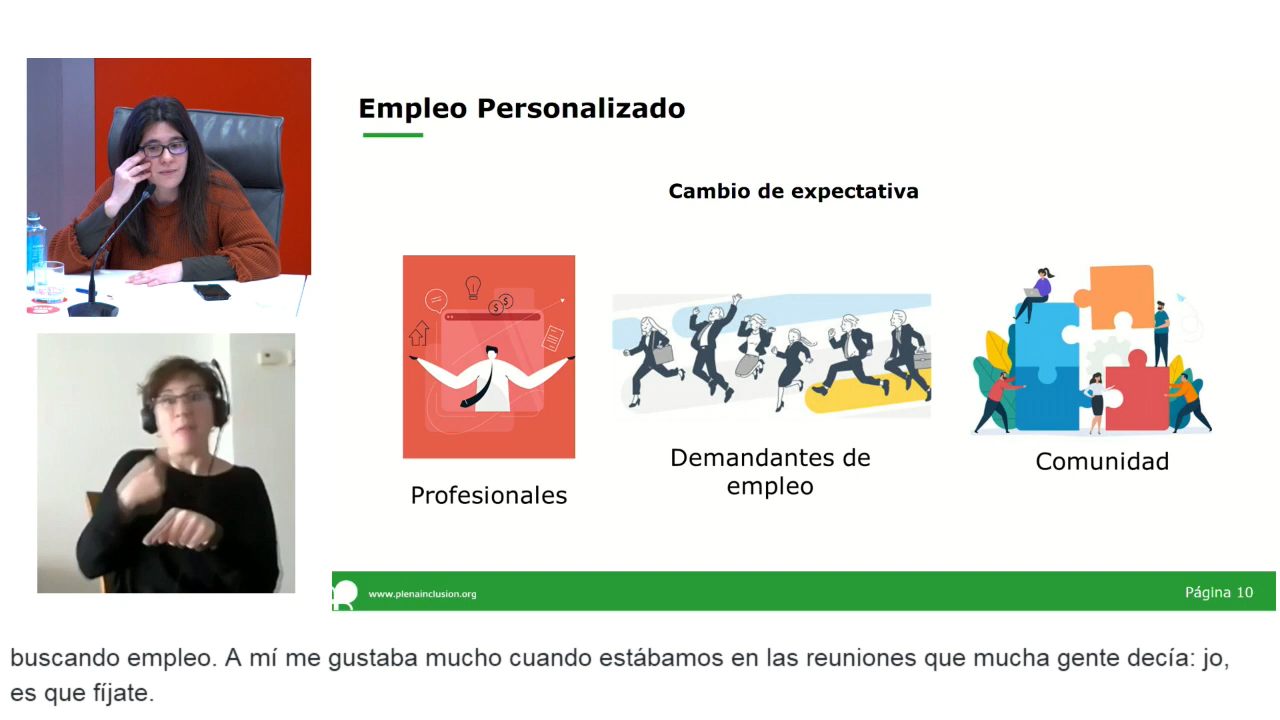 Empleo Personalizado
Cambio de expectativa
Profesionales
Demandantes de
empleo
Comunidad
www.plenainclusion.org
Página 10
buscando empleo. A mí me gustaba mucho cuando estábamos en las reuniones que mucha gente decía: jo,
es que fíjate.